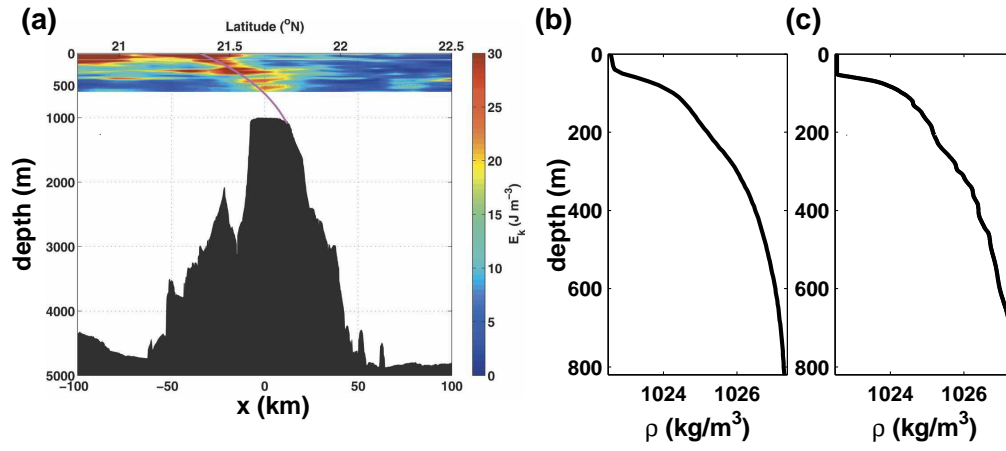 (a)
Latitude (°N)
21 21.5 22 22.5
0
500
1000
2000
3000
4000
5000
depth (m)
−100 −50 0 50 100
x (km)
30
25
20
15
10
5
0
E_k (J m⁻³)
(b)
0
200
400
600
800
depth (m)
1024 1026
ρ (kg/m³)
(c)
0
200
400
600
800
1024 1026
ρ (kg/m³)